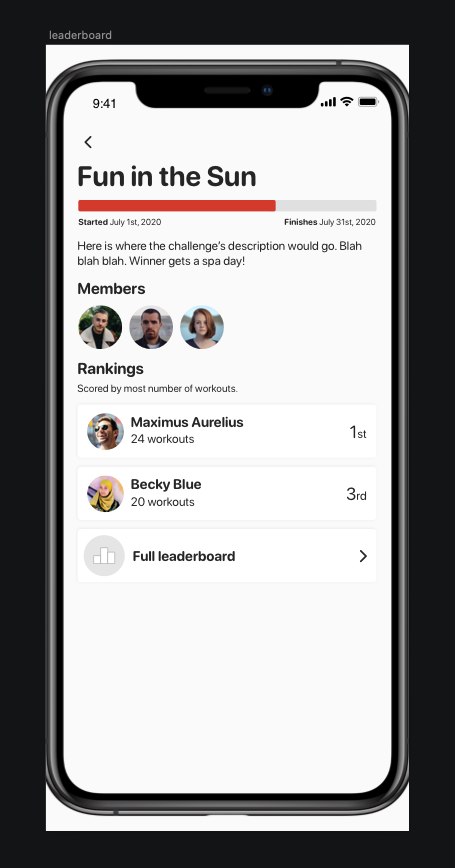 leaderboard
9:41
Fun in the Sun
Started July 1st, 2020
Finishes July 31st, 2020
Here is where the challenge's description would go. Blah
blah blah. Winner gets a spa day!
Members
Rankings
Scored by most number of workouts.
Maximus Aurelius
24 workouts
1st
Becky Blue
20 workouts
3rd
Full leaderboard